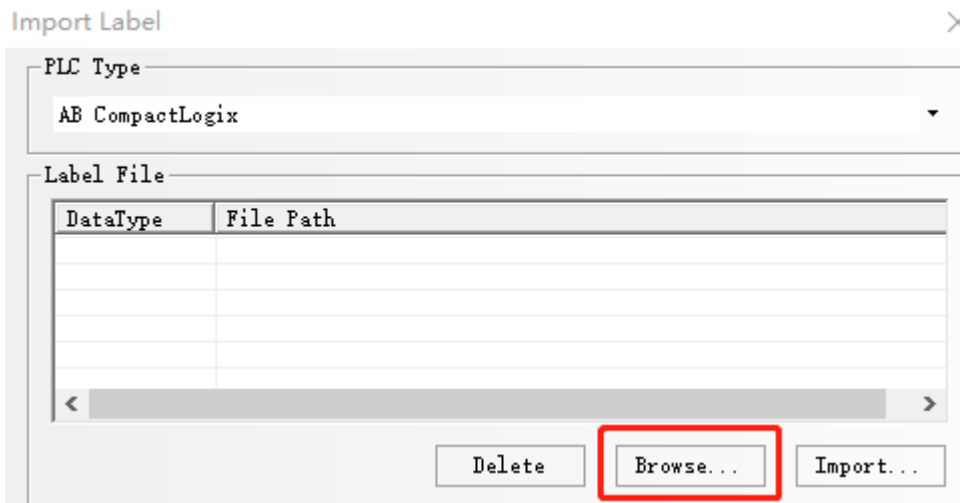 Import Label
PLC Type
AB CompactLogix
Label File
DataType File Path
Delete Browse... Import...